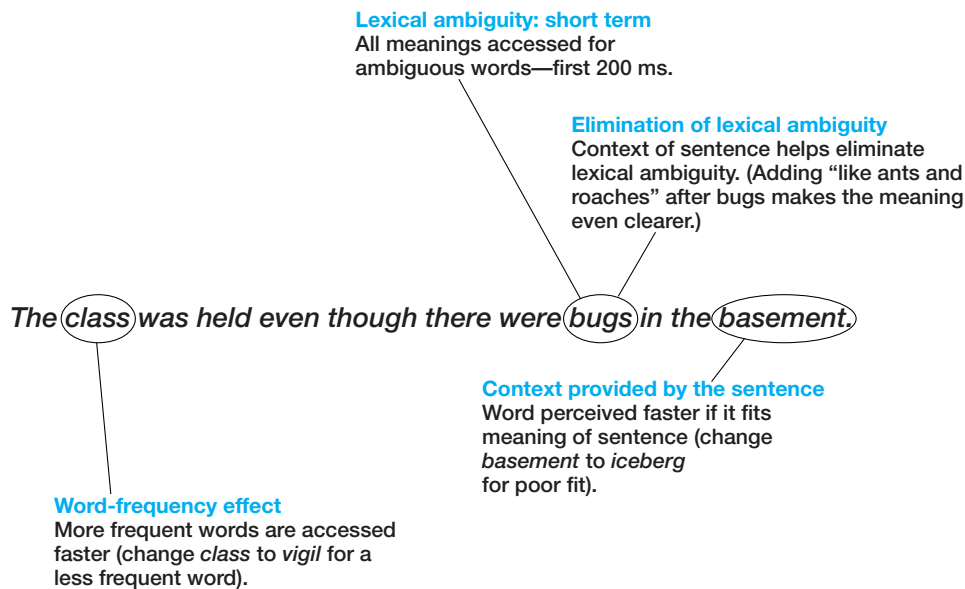 Lexical ambiguity: short term
All meanings accessed for
ambiguous words—first 200 ms.
Elimination of lexical ambiguity
Context of sentence helps eliminate
lexical ambiguity. (Adding “like ants and
roaches” after bugs makes the meaning
even clearer.)
The class was held even though there were bugs in the basement.
Context provided by the sentence
Word perceived faster if it fits
meaning of sentence (change
basement to iceberg
for poor fit).
Word-frequency effect
More frequent words are accessed
faster (change class to vigil for a
less frequent word).